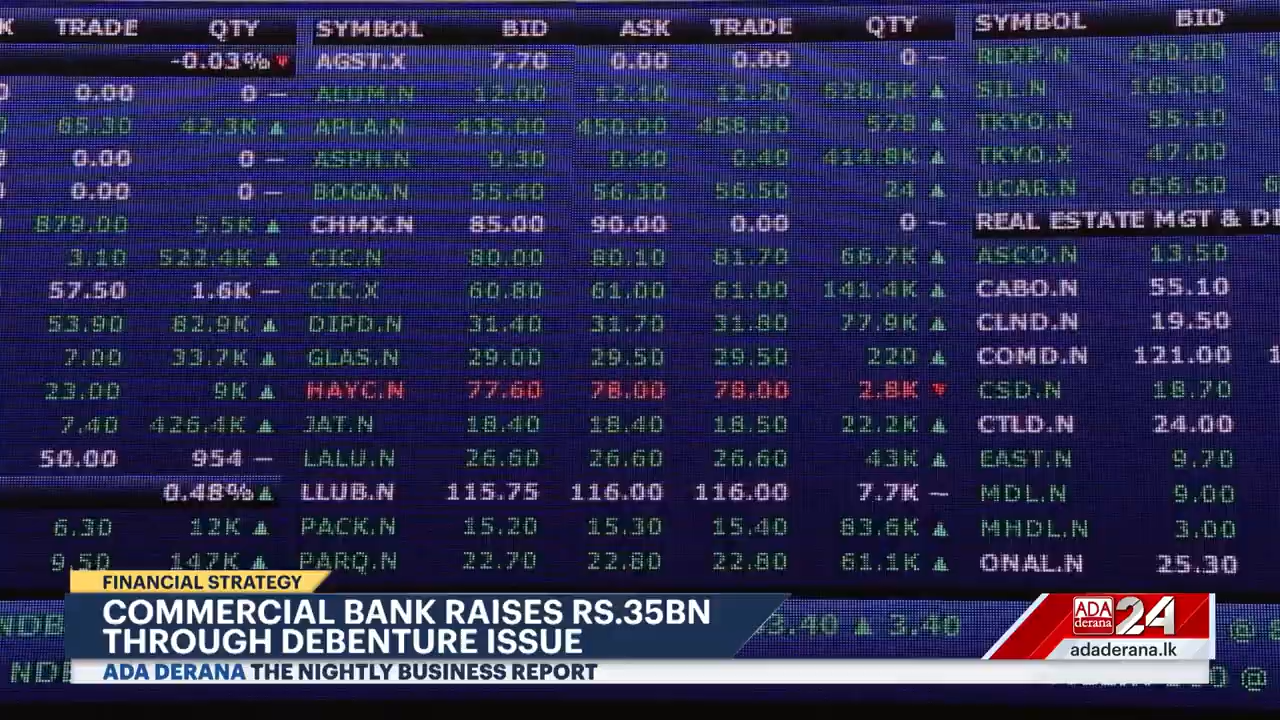 K TRADE QTY SYMBOL BID ASK TRADE QTY SYMBOL BID
-0.03% AGST.X 7.70 0.00 0.00 0 — REXP.N 450.00
0.00 0 — ALUM.N 12.00 12.10 12.20 628.5K SIL.N 165.00
65.30 42.3K APLA.N 435.00 450.00 458.50 578 TKYO.N 55.10
0.00 0 — ASPH.N 0.30 0.40 0.40 414.8K TKYO.X 47.00
0.00 0 — BOGA.N 55.40 56.30 56.50 24 UCAR.N 656.50
879.00 5.5K CHMX.N 85.00 90.00 0.00 0 — REAL ESTATE MGT & DE
3.10 522.4K CIC.N 80.00 80.10 81.70 66.7K ASCO.N 13.50
57.50 1.6K — CIC.X 60.80 61.00 61.00 141.4K CABO.N 55.10
53.90 82.9K DIPD.N 31.40 31.70 31.80 77.9K CLND.N 19.50
7.00 33.7K GLAS.N 29.00 29.50 29.50 220 COMD.N 121.00
23.00 9K HAYC.N 77.60 78.00 78.00 2.8K CSD.N 18.70
7.40 426.4K JAT.N 18.40 18.40 18.50 22.2K CTLD.N 24.00
50.00 954 — LALU.N 26.60 26.60 26.60 43K EAST.N 9.70
0.48% LLUB.N 115.75 116.00 116.00 7.7K — MDL.N 9.00
6.30 12K PACK.N 15.20 15.30 15.40 83.6K MHDL.N 3.00
9.50 147K PARQ.N 22.70 22.80 22.80 61.1K ONAL.N 25.30
FINANCIAL STRATEGY
COMMERCIAL BANK RAISES RS.35BN
THROUGH DEBENTURE ISSUE
ADA DERANA THE NIGHTLY BUSINESS REPORT
NDB 3.40 3.40 @
NDB @
ADA
derana
24
adaderana.lk